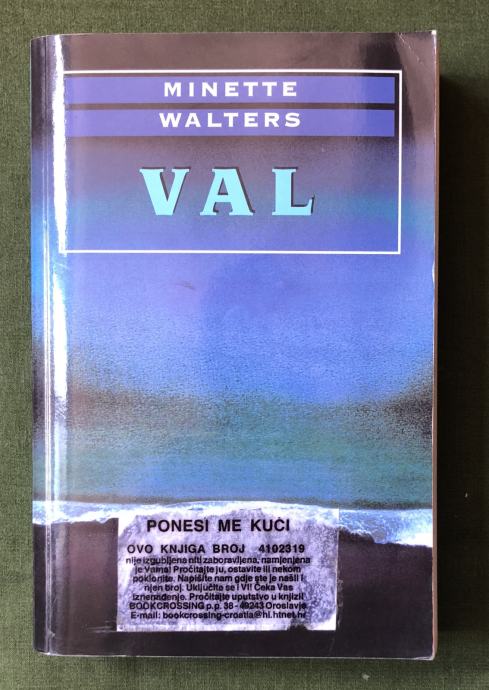 MINETTE
WALTERS
VAL
PONESI ME KUĆI
OVO KNJIGA BROJ 4102319
nije izgubljena niti zaboravljena, namjenjena
je Vama! Pročitajte ju, ostavite ili nekom
poklonite. Napišite nam gdje ste je našli i
njen broj. Uključite se i VI! Čeka Vas
iznenađenje. Pročitajte uputstvo u knjizi!
BOOKCROSSING p.p. 38 - 49243 Oroslavje
E-mail: bookcrossing-croatia@hi.htnet.hr